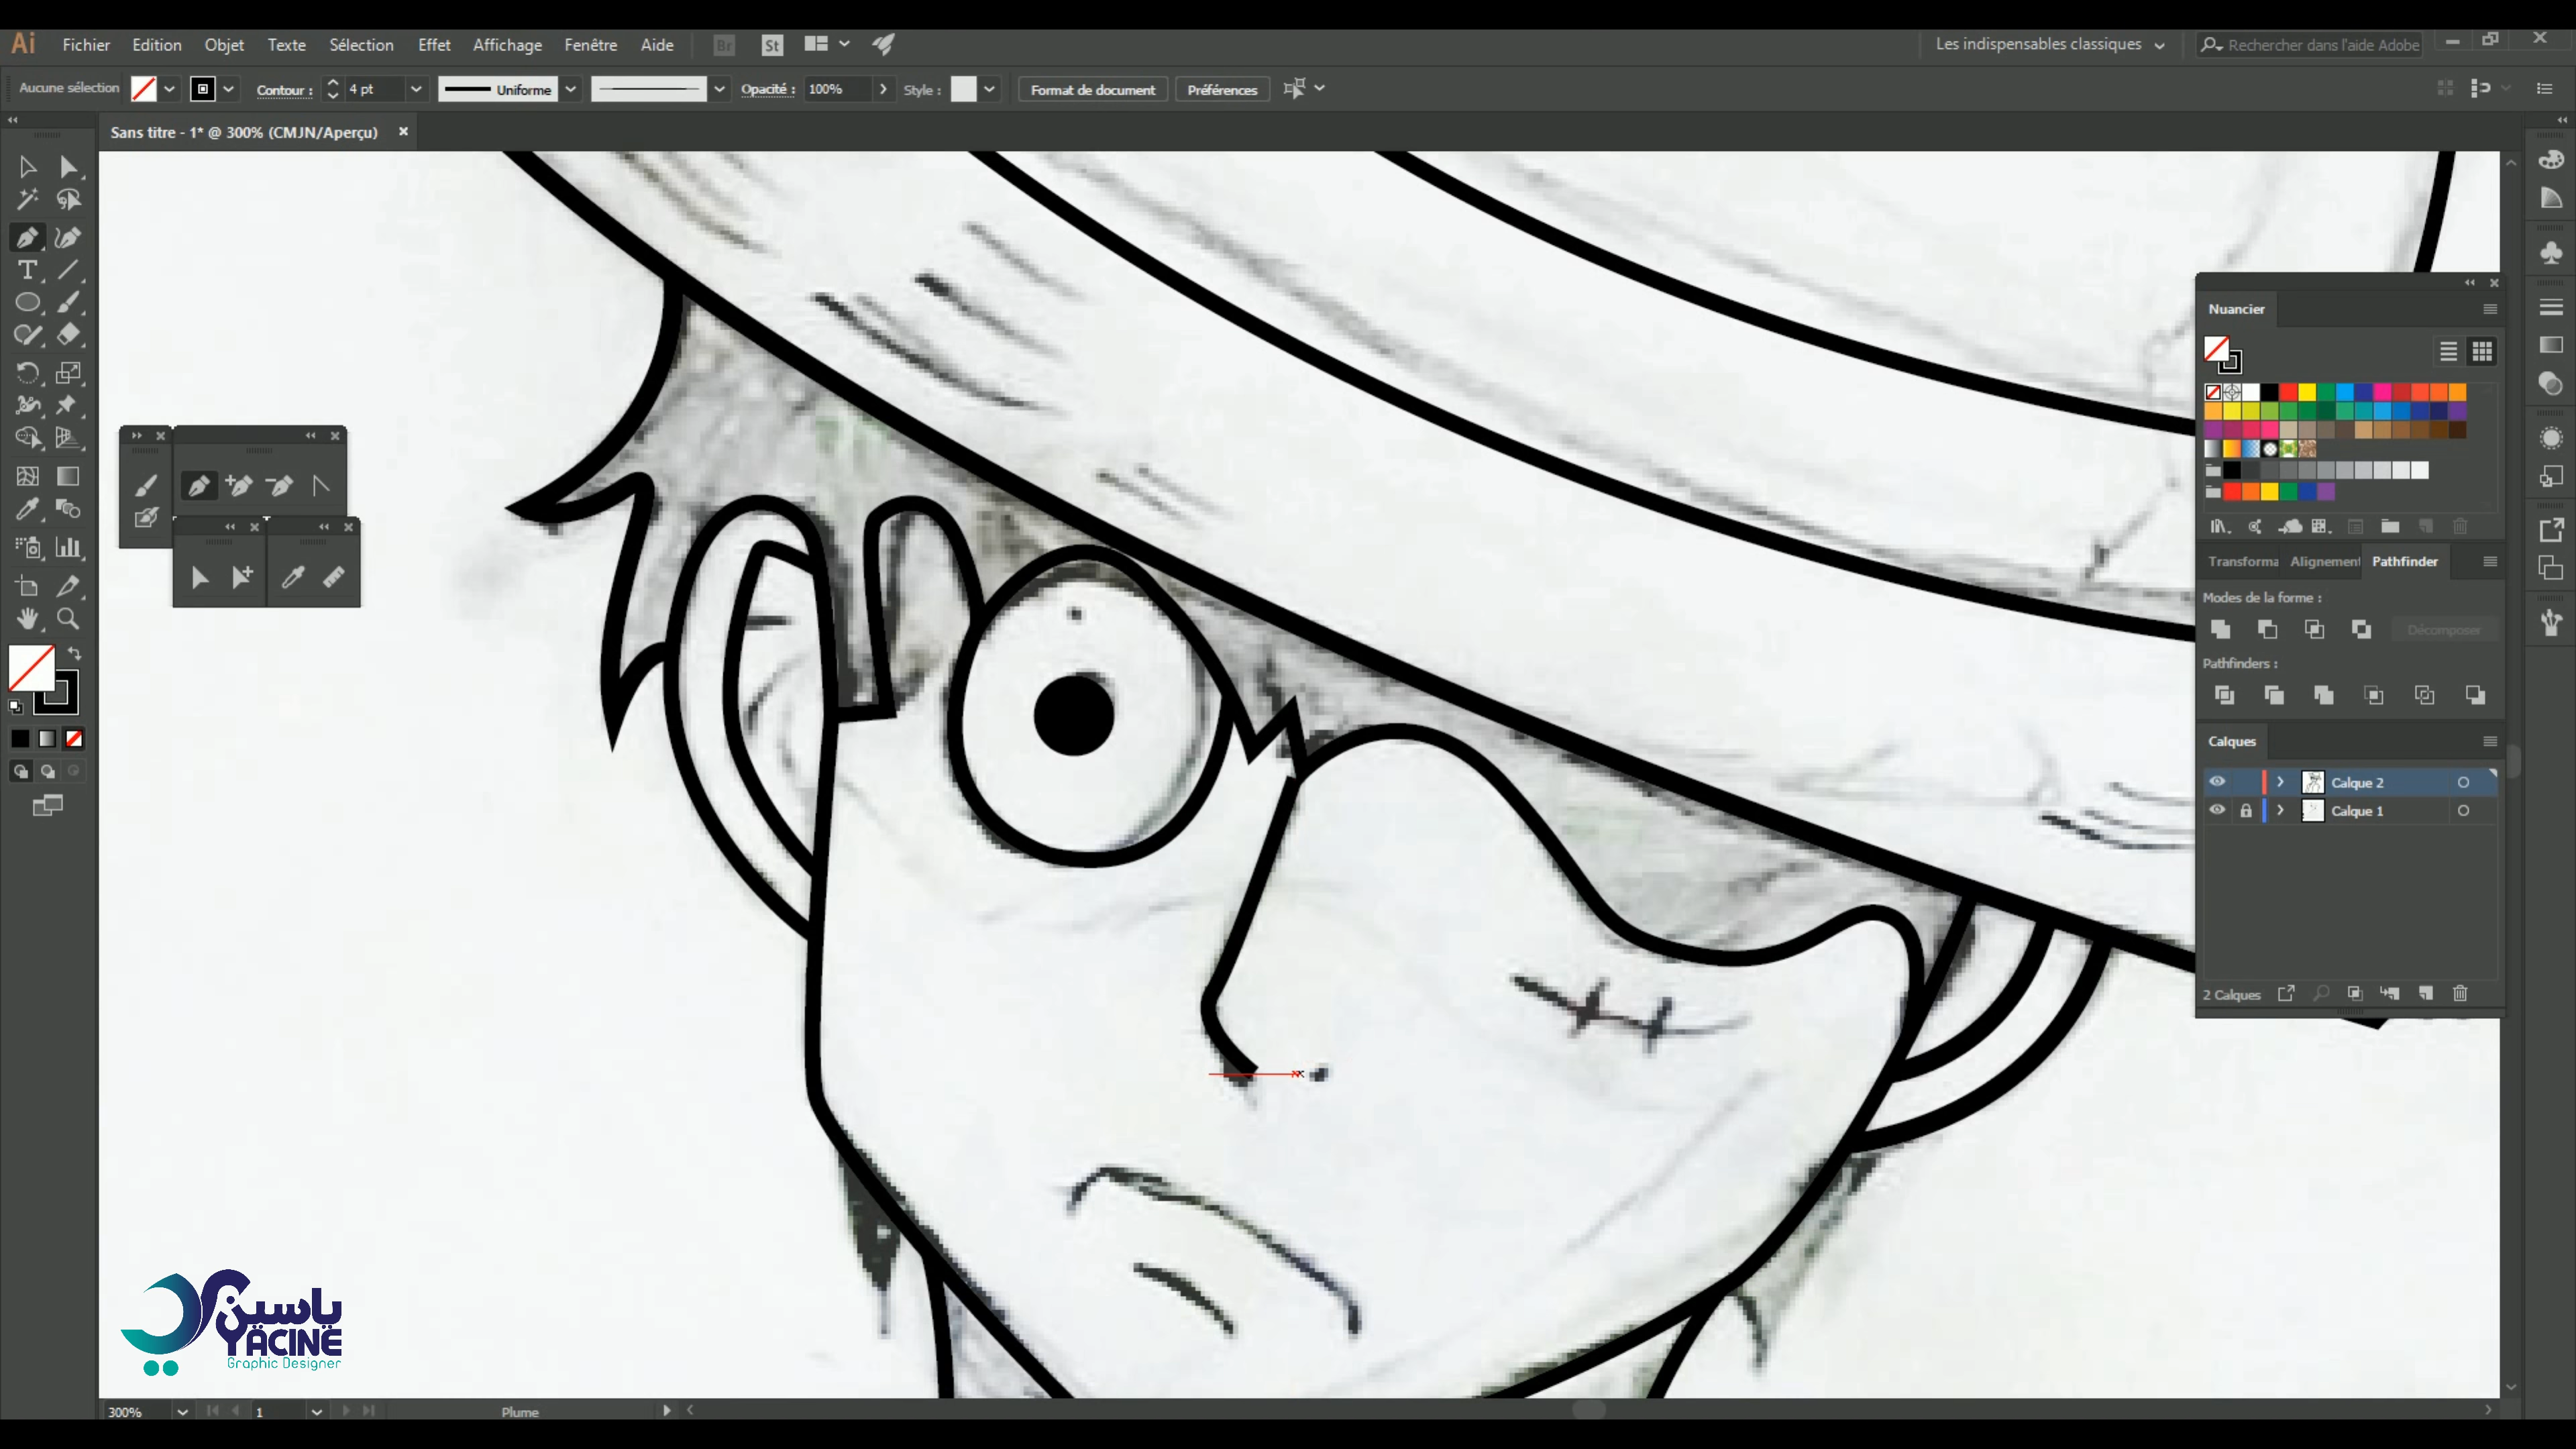 Ai Fichier Edition Objet Texte Sélection Effet Affichage Fenêtre Aide Br St Les indispensables classiques Rechercher dans l'aide Adobe
Aucune sélection Contour : 4 pt Uniforme Opacité : 100% Style : Format de document Préférences
Sans titre - 1* @ 300% (CMJN/Aperçu)
Nuancier
Transforma Alignement Pathfinder
Modes de la forme :
Décomposer
Pathfinders :
Calques
Calque 2
Calque 1
2 Calques
ياسين
YACINE
Graphic Designer
300% 1 Plume